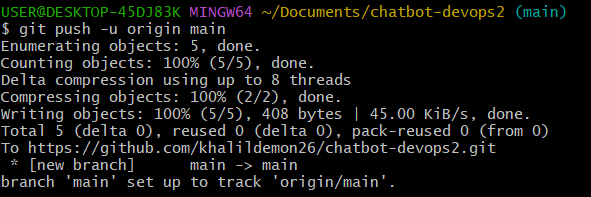 USER@DESKTOP-45DJ83K MINGW64 ~/Documents/chatbot-devops2 (main)
$ git push -u origin main
Enumerating objects: 5, done.
Counting objects: 100% (5/5), done.
Delta compression using up to 8 threads
Compressing objects: 100% (2/2), done.
Writing objects: 100% (5/5), 408 bytes | 45.00 KiB/s, done.
Total 5 (delta 0), reused 0 (delta 0), pack-reused 0 (from 0)
To https://github.com/khalildemon26/chatbot-devops2.git
 * [new branch]      main -> main
branch 'main' set up to track 'origin/main'.